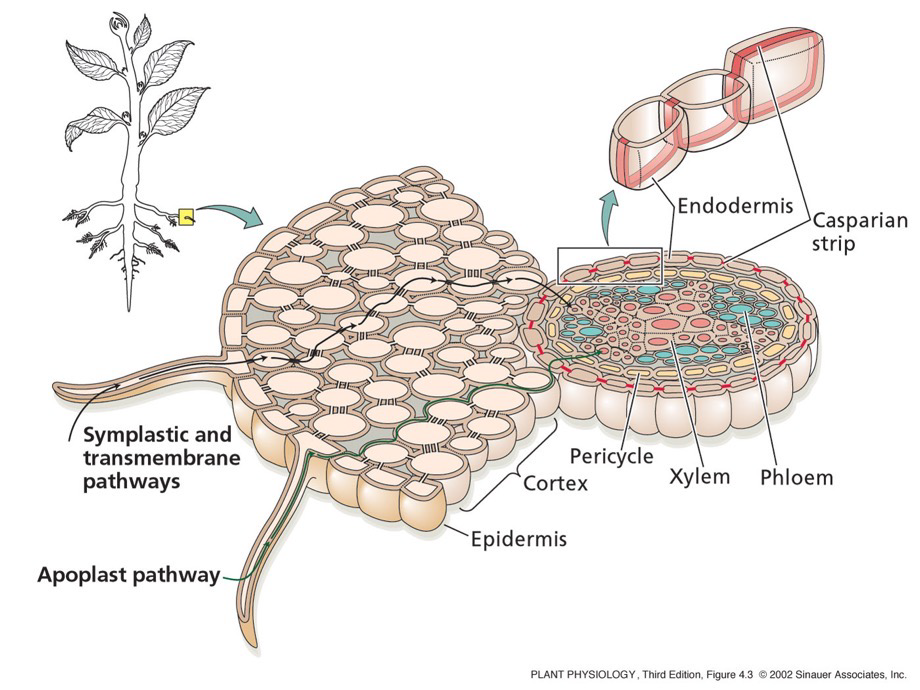 Endodermis
Casparian
strip
Symplastic and
transmembrane
pathways
Pericycle
Xylem
Phloem
Cortex
Epidermis
Apoplast pathway
PLANT PHYSIOLOGY, Third Edition, Figure 4.3 © 2002 Sinauer Associates, Inc.